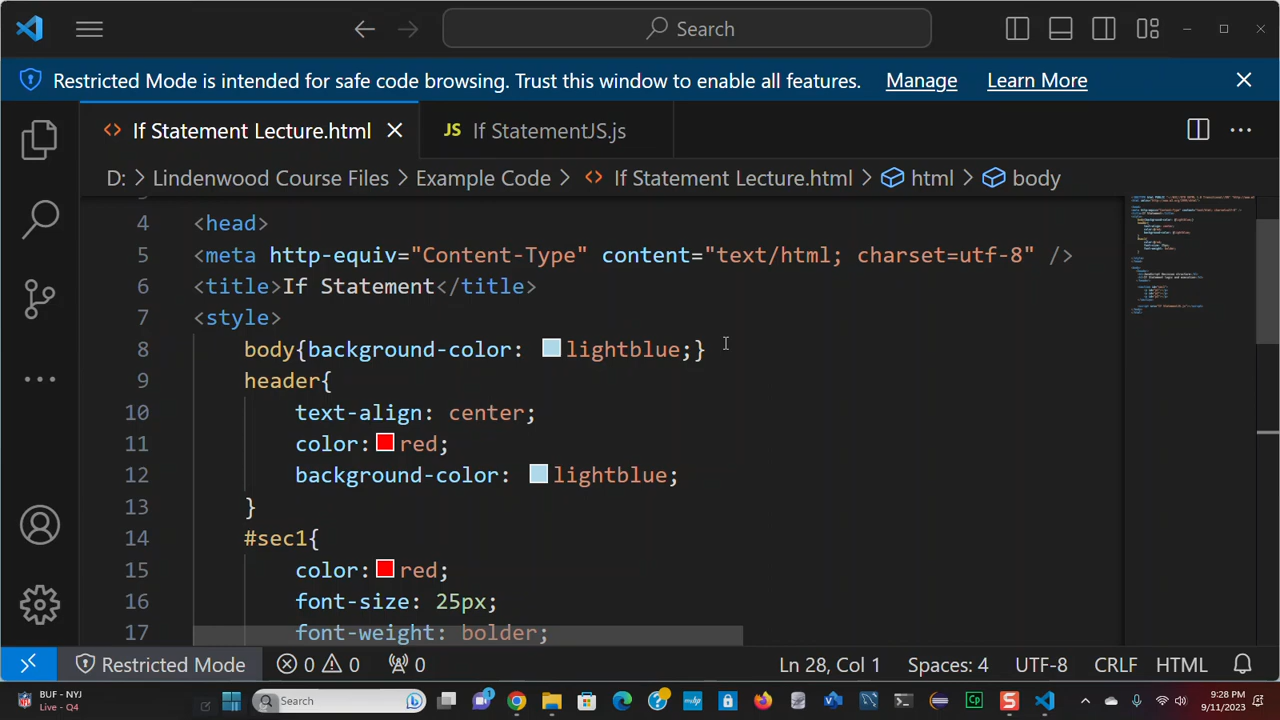 Search
Restricted Mode is intended for safe code browsing. Trust this window to enable all features. Manage Learn More
<> If Statement Lecture.html JS If StatementJS.js
D: > Lindenwood Course Files > Example Code > <> If Statement Lecture.html > html > body
4 <head>
5 <meta http-equiv="Content-Type" content="text/html; charset=utf-8" />
6 <title>If Statement</title>
7 <style>
8 body{background-color: lightblue;}
9 header{
10 text-align: center;
11 color: red;
12 background-color: lightblue;
13 }
14 #sec1{
15 color: red;
16 font-size: 25px;
17 font-weight: bolder;
Restricted Mode 0 0 0 Ln 28, Col 1 Spaces: 4 UTF-8 CRLF HTML
BUF - NYJ
Live - Q4
Search
9:28 PM
9/11/2023